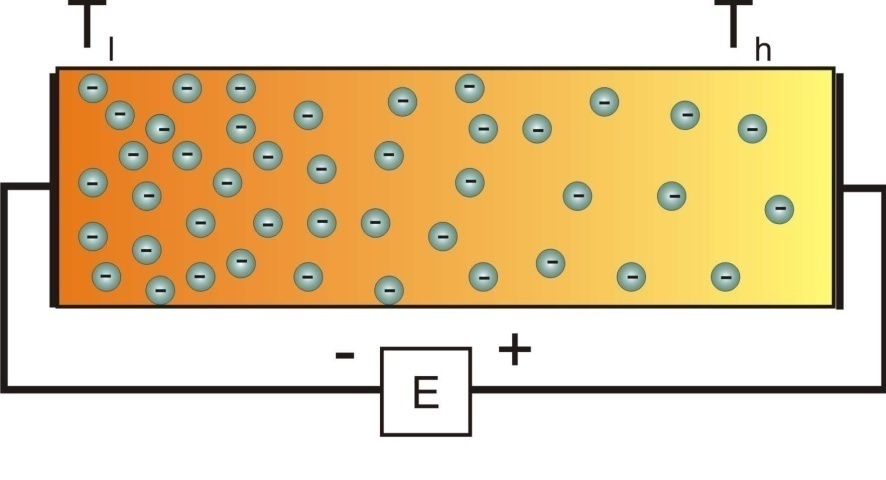 Tl Th
- +
E